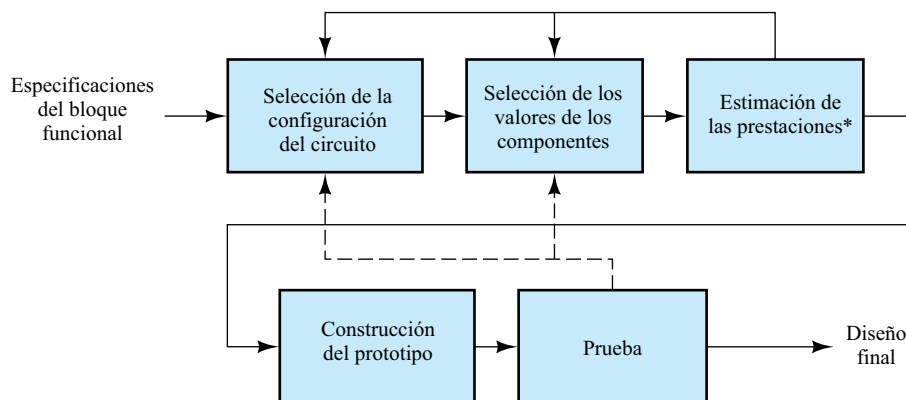 Especificaciones
del bloque
funcional
Selección de la
configuración
del circuito
Selección de los
valores de los
componentes
Estimación de
las prestaciones*
Construcción
del prototipo
Prueba
Diseño
final